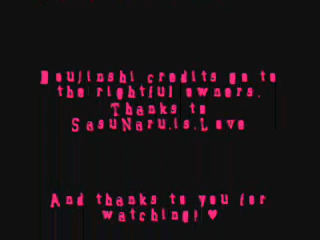 Doujinshi credits go to
the rightful owners.
Thanks to
SasuNaru.is.Love
And thanks to you for
watching! ♥